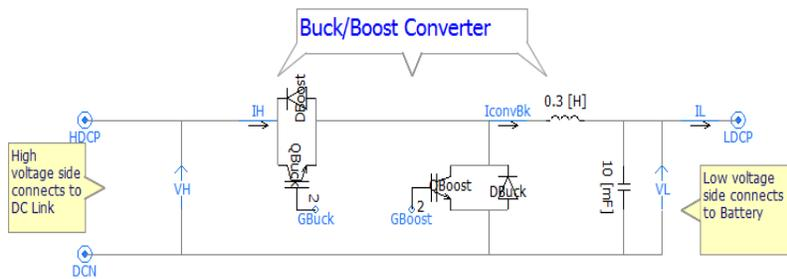 Buck/Boost Converter
DBoost
IH
IconvBk
0.3 [H]
IL
HDCP
LDCP
High
voltage side
connects to
DC Link
VH
QBuck
2
GBuck
GBoost
2
QBoost
DBuck
10 [mF]
VL
Low voltage
side connects
to Battery
DCN